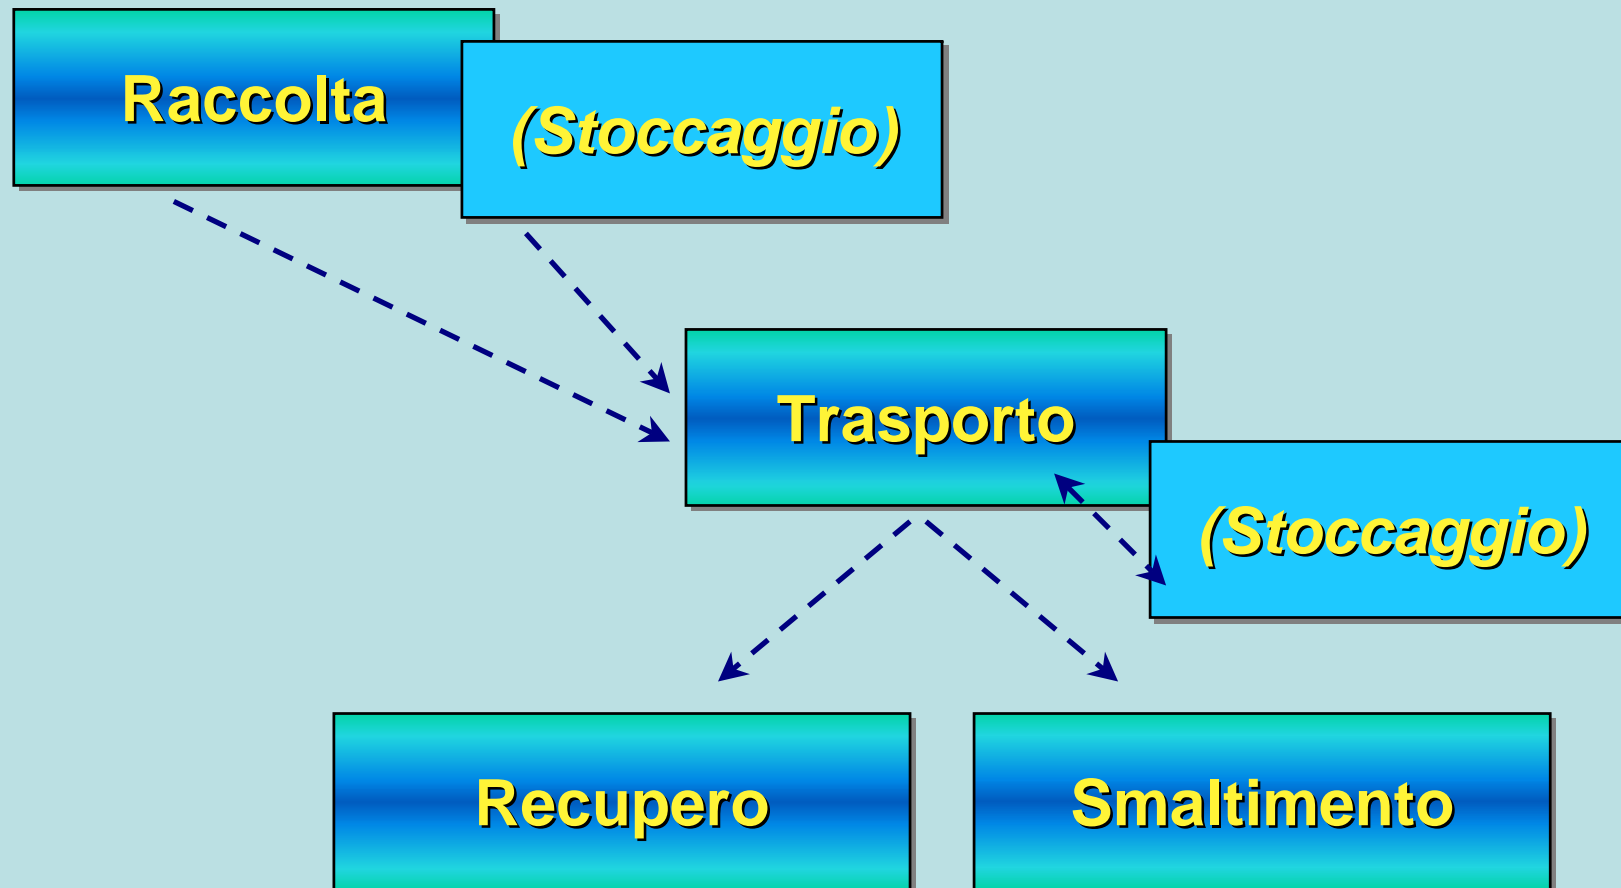 Raccolta
(Stoccaggio)
Trasporto
(Stoccaggio)
Recupero
Smaltimento